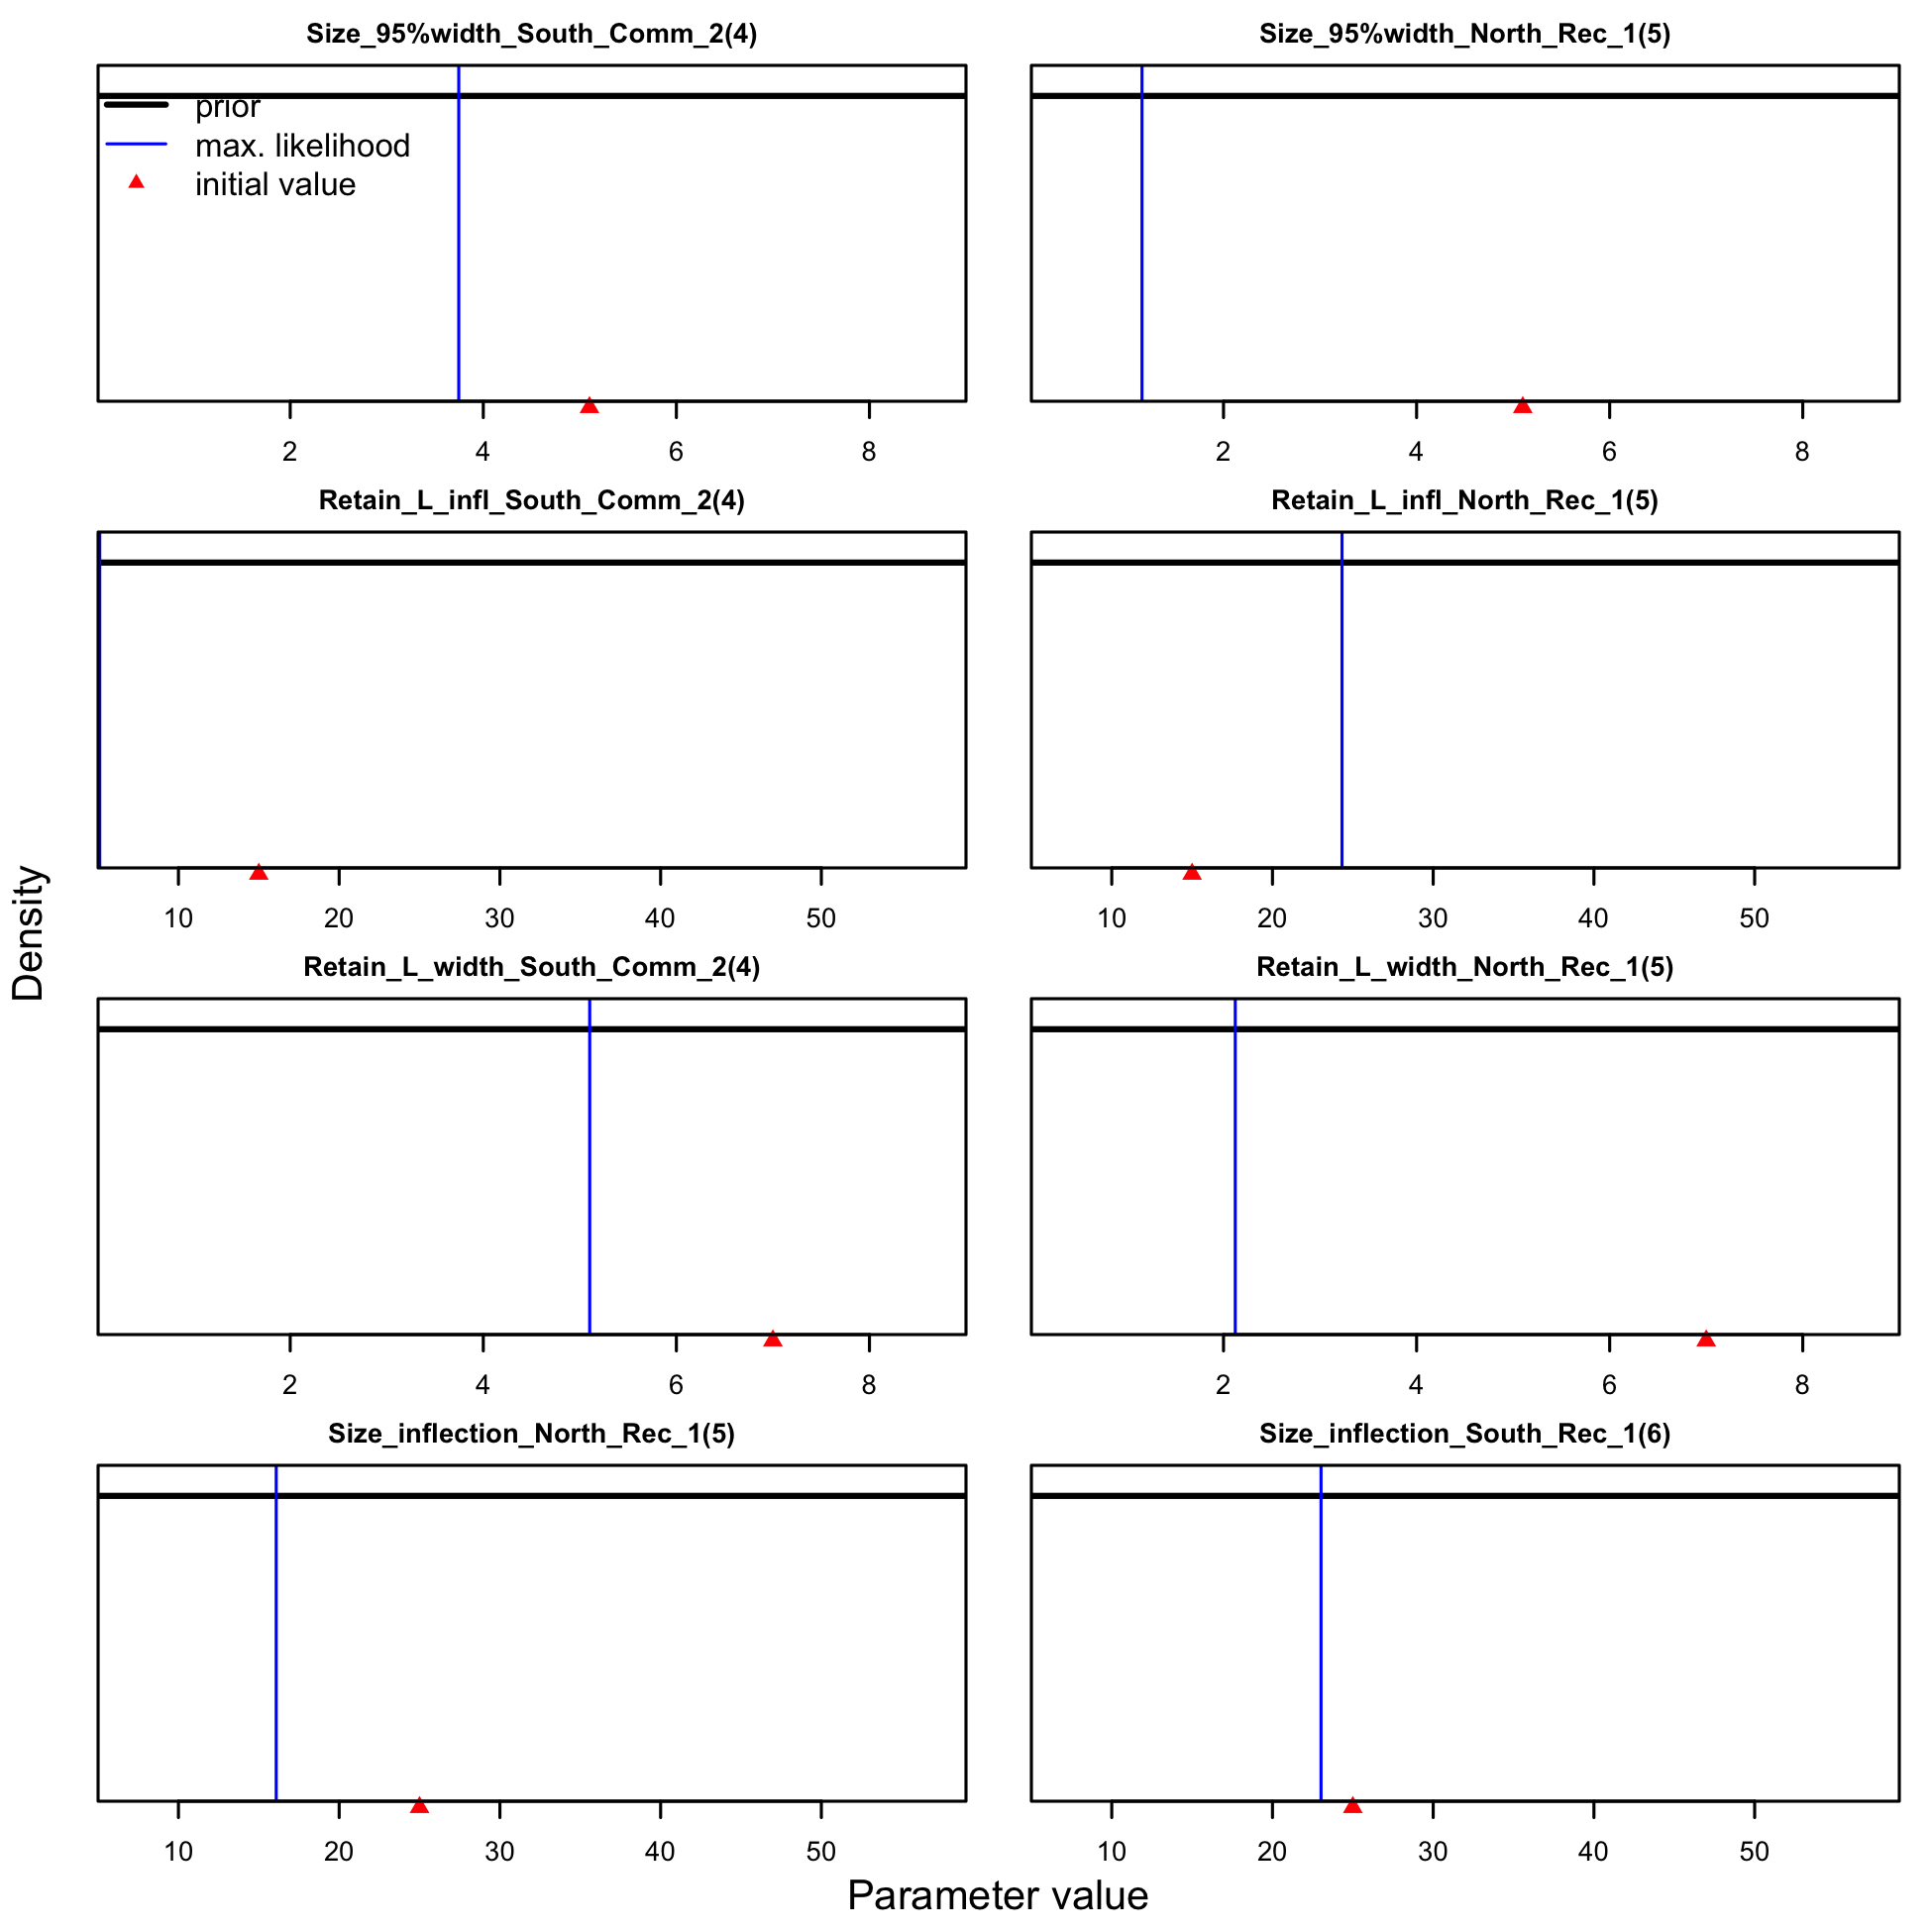 Size_95%width_South_Comm_2(4)
Size_95%width_North_Rec_1(5)
prior
max. likelihood
initial value
2 4 6 8
2 4 6 8
Retain_L_infl_South_Comm_2(4)
Retain_L_infl_North_Rec_1(5)
10 20 30 40 50
10 20 30 40 50
Density
Retain_L_width_South_Comm_2(4)
Retain_L_width_North_Rec_1(5)
2 4 6 8
2 4 6 8
Size_inflection_North_Rec_1(5)
Size_inflection_South_Rec_1(6)
10 20 30 40 50
10 20 30 40 50
Parameter value